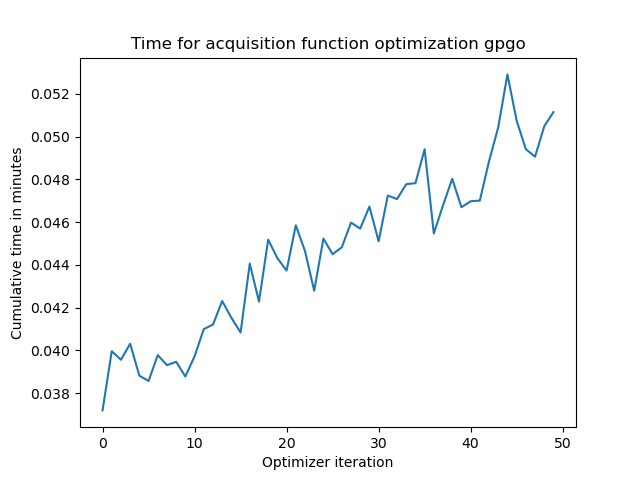 Time for acquisition function optimization gpgo
Cumulative time in minutes
0.052
0.050
0.048
0.046
0.044
0.042
0.040
0.038
0 10 20 30 40 50
Optimizer iteration